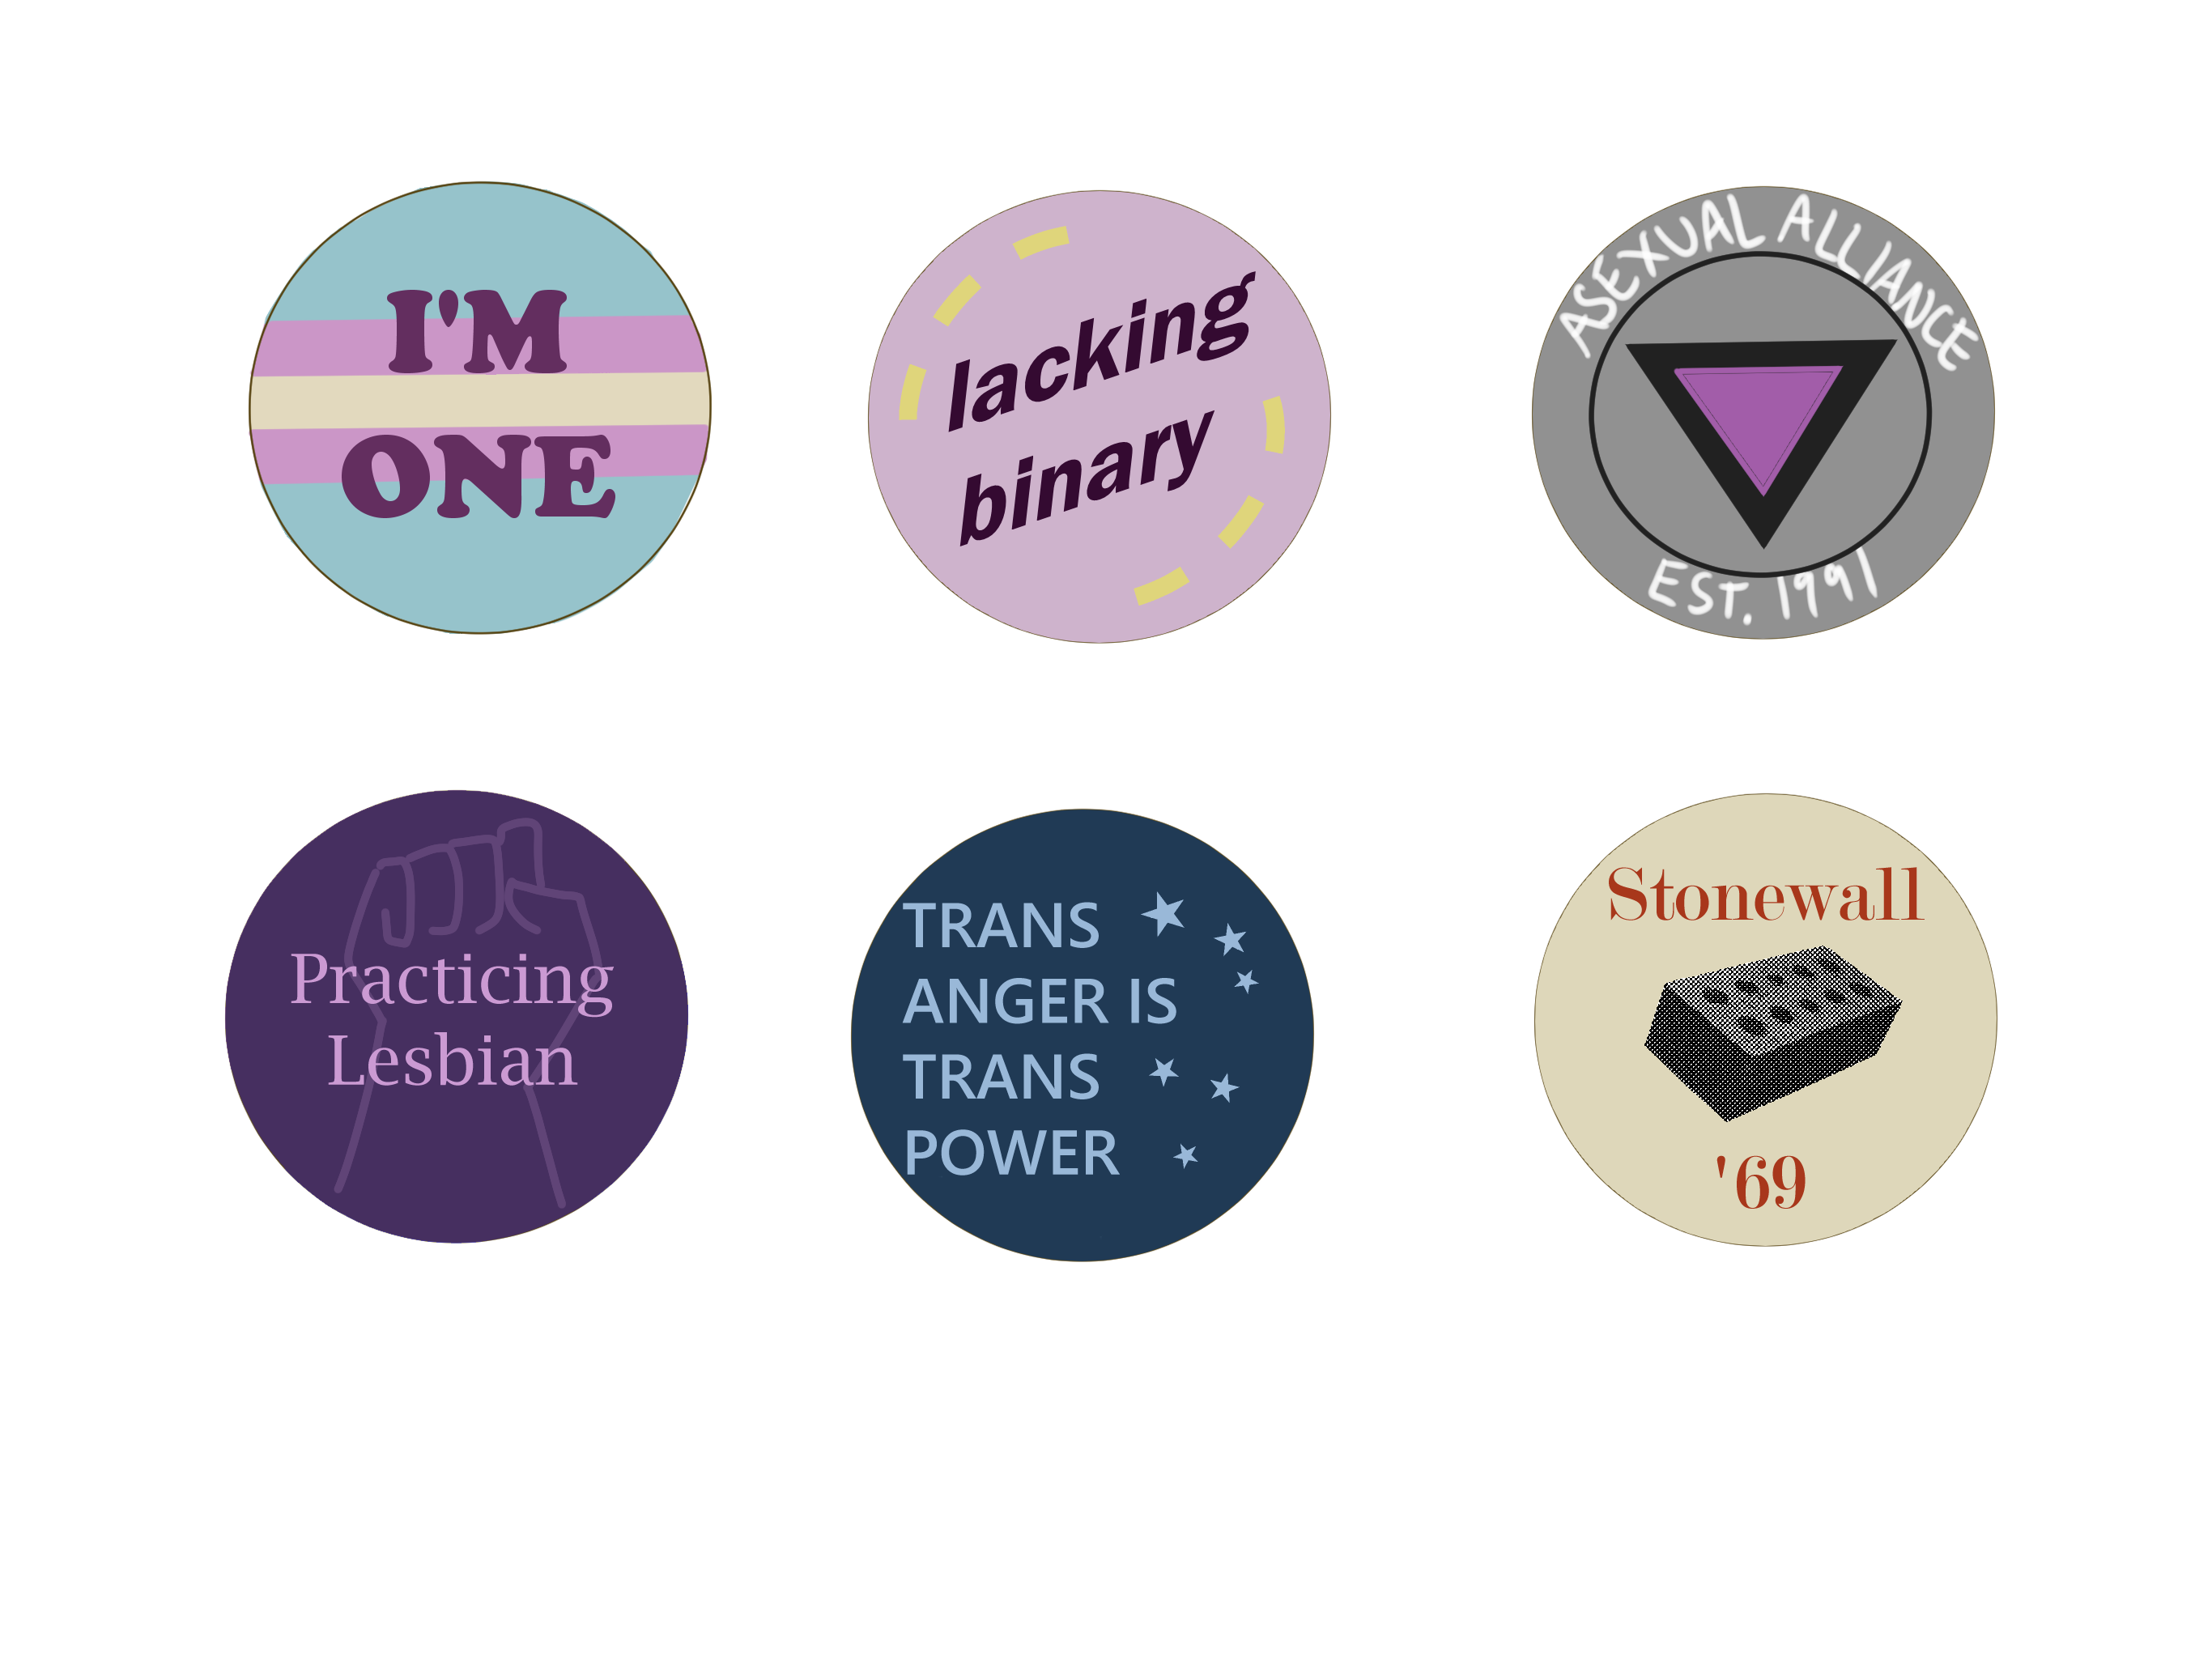 I'M
ONE
lacking
binary
ASEXUAL ALLIANCE
EST. 1991
Practicing
Lesbian
TRANS
ANGER IS
TRANS
POWER
Stonewall
'69